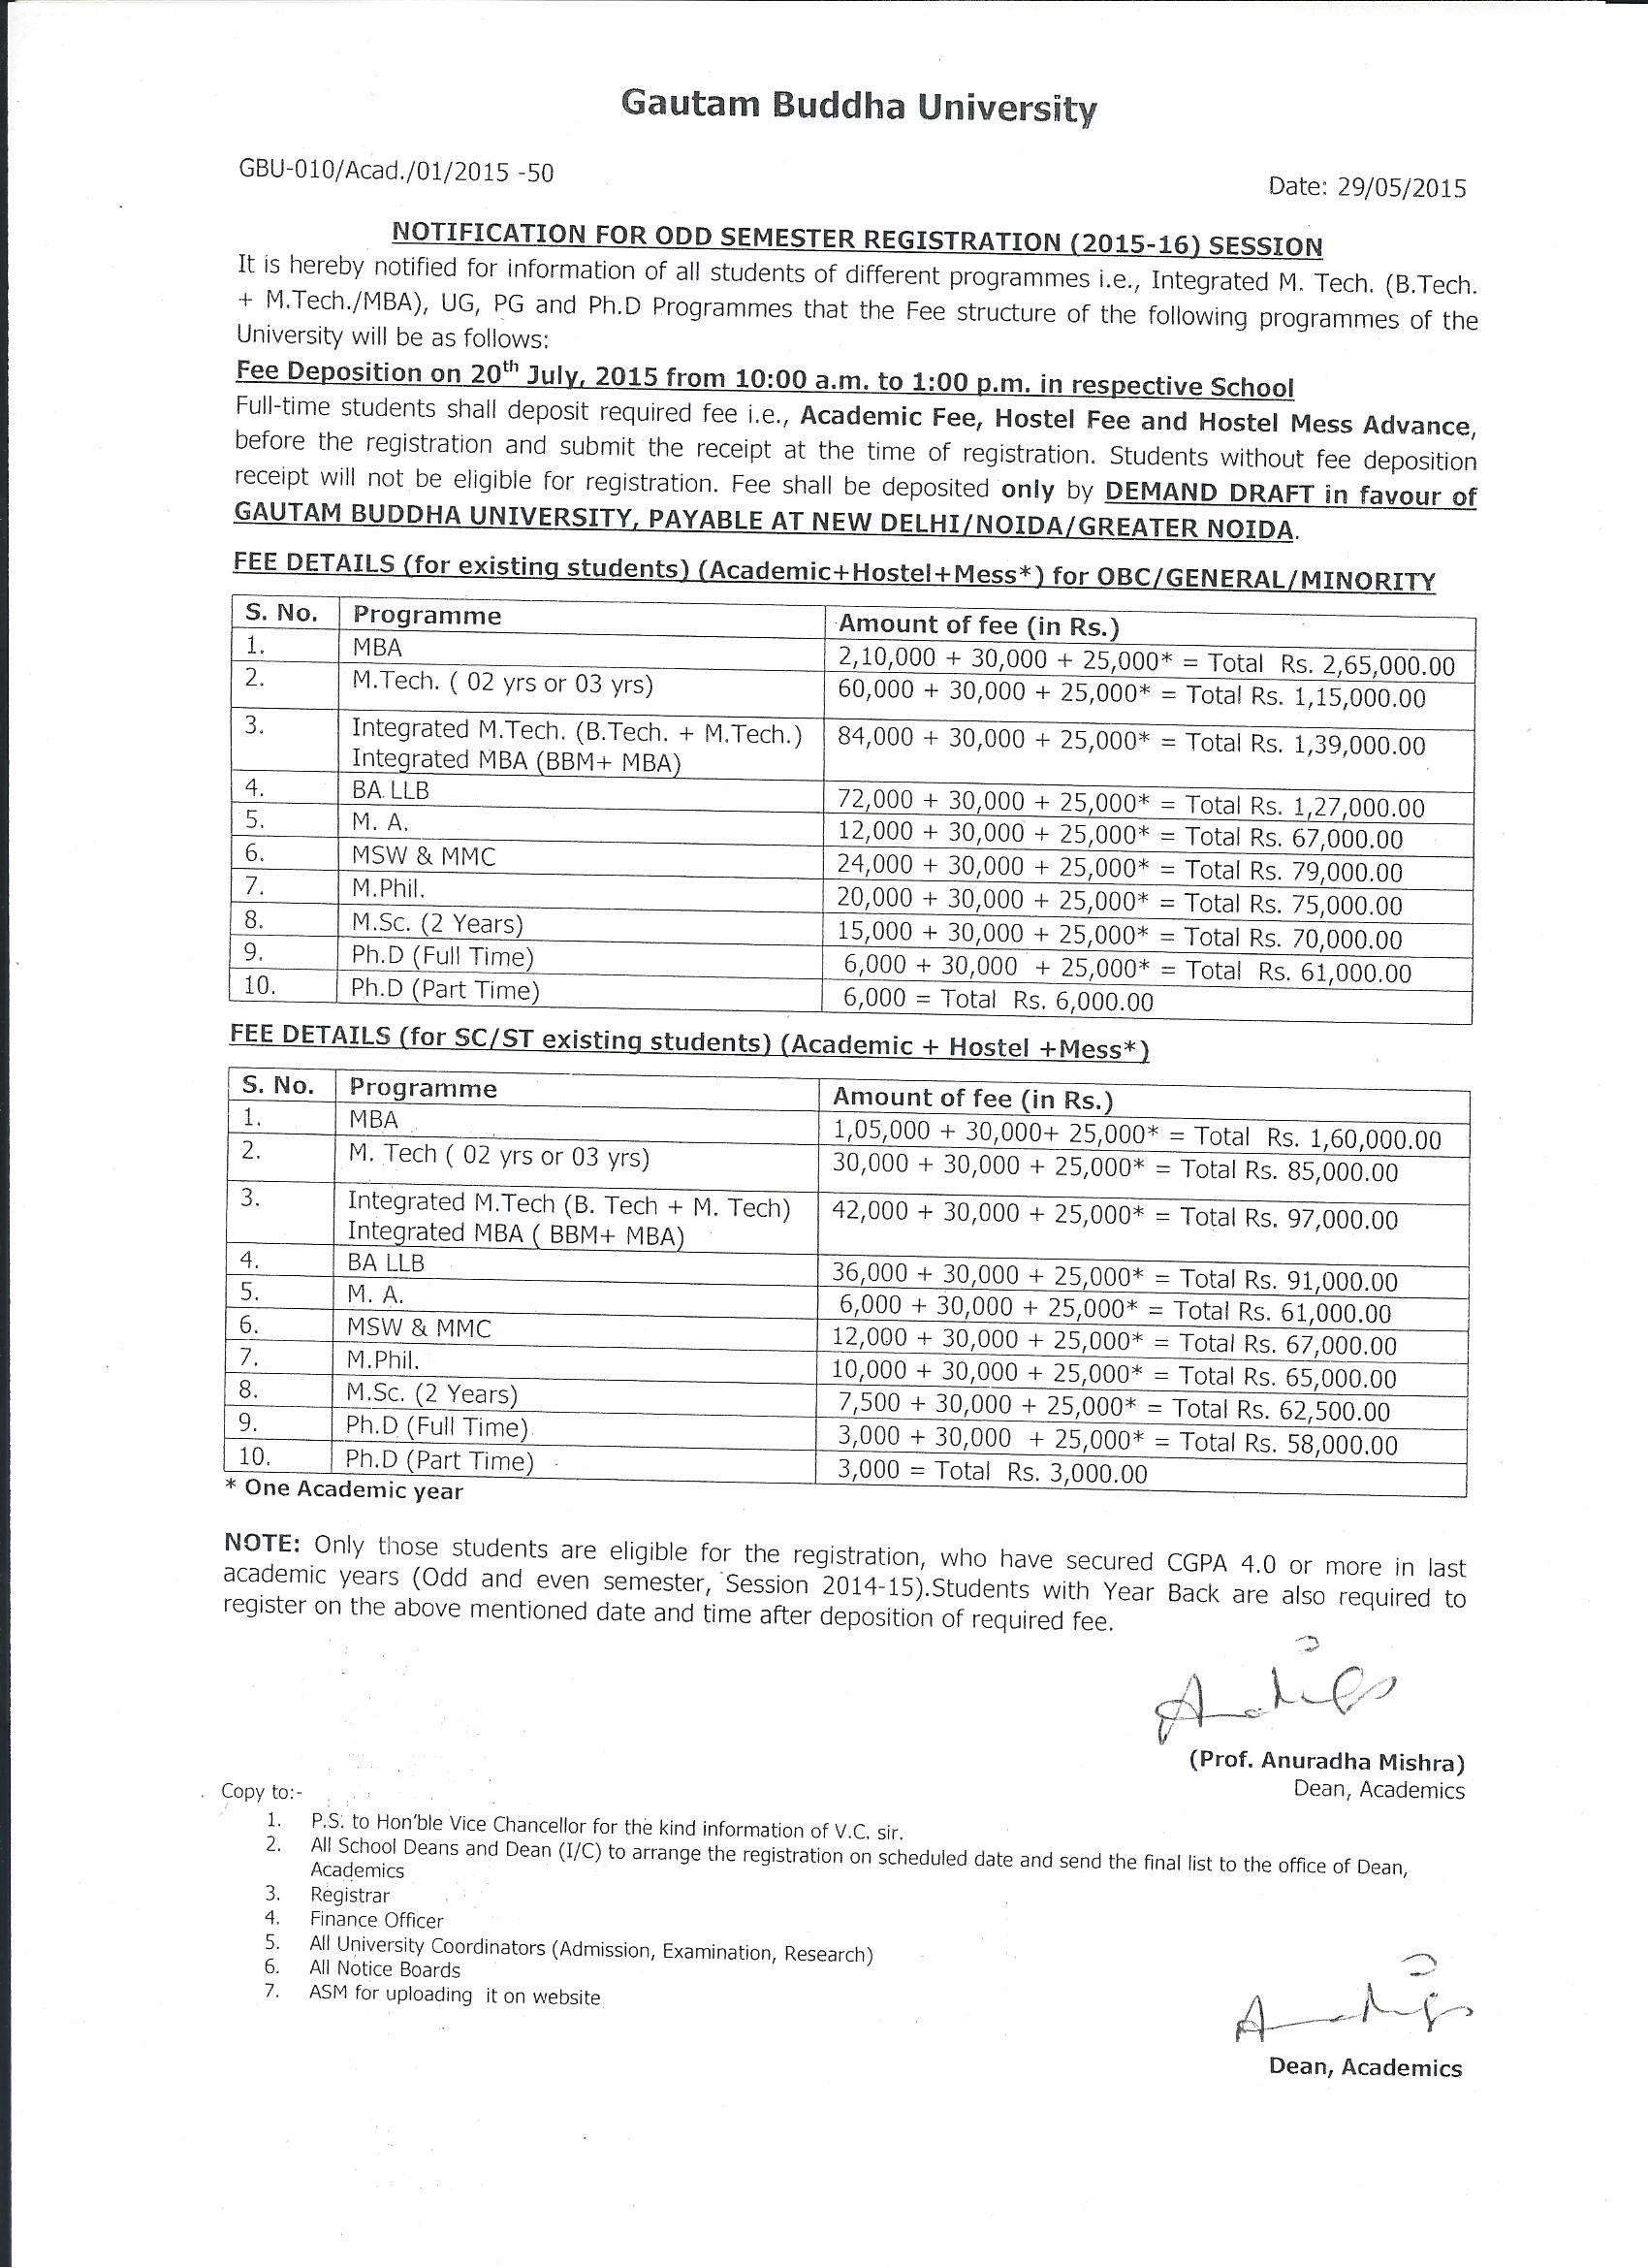 Gautam Buddha University
GBU-010/Acad./01/2015 -50
Date: 29/05/2015
NOTIFICATION FOR ODD SEMESTER REGISTRATION (2015-16) SESSION
It is hereby notified for information of all students of different programmes i.e., Integrated M. Tech. (B.Tech.
+ M.Tech./MBA), UG, PG and Ph.D Programmes that the Fee structure of the following programmes of the
University will be as follows:
Fee Deposition on 20th July, 2015 from 10:00 a.m. to 1:00 p.m. in respective School
Full-time students shall deposit required fee i.e., Academic Fee, Hostel Fee and Hostel Mess Advance,
before the registration and submit the receipt at the time of registration. Students without fee deposition
receipt will not be eligible for registration. Fee shall be deposited only by DEMAND DRAFT in favour of
GAUTAM BUDDHA UNIVERSITY, PAYABLE AT NEW DELHI/NOIDA/GREATER NOIDA.
FEE DETAILS (for existing students) (Academic+Hostel+Mess*) for OBC/GENERAL/MINORITY
S. No. Programme Amount of fee (in Rs.)
1. MBA 2,10,000 + 30,000 + 25,000* = Total Rs. 2,65,000.00
2. M.Tech. ( 02 yrs or 03 yrs) 60,000 + 30,000 + 25,000* = Total Rs. 1,15,000.00
3. Integrated M.Tech. (B.Tech. + M.Tech.) 84,000 + 30,000 + 25,000* = Total Rs. 1,39,000.00
Integrated MBA (BBM+ MBA)
4. BA LLB 72,000 + 30,000 + 25,000* = Total Rs. 1,27,000.00
5. M. A. 12,000 + 30,000 + 25,000* = Total Rs. 67,000.00
6. MSW & MMC 24,000 + 30,000 + 25,000* = Total Rs. 79,000.00
7. M.Phil. 20,000 + 30,000 + 25,000* = Total Rs. 75,000.00
8. M.Sc. (2 Years) 15,000 + 30,000 + 25,000* = Total Rs. 70,000.00
9. Ph.D (Full Time) 6,000 + 30,000 + 25,000* = Total Rs. 61,000.00
10. Ph.D (Part Time) 6,000 = Total Rs. 6,000.00
FEE DETAILS (for SC/ST existing students) (Academic + Hostel +Mess*)
S. No. Programme Amount of fee (in Rs.)
1. MBA 1,05,000 + 30,000+ 25,000* = Total Rs. 1,60,000.00
2. M. Tech ( 02 yrs or 03 yrs) 30,000 + 30,000 + 25,000* = Total Rs. 85,000.00
3. Integrated M.Tech (B. Tech + M. Tech) 42,000 + 30,000 + 25,000* = Total Rs. 97,000.00
Integrated MBA ( BBM+ MBA)
4. BA LLB 36,000 + 30,000 + 25,000* = Total Rs. 91,000.00
5. M. A. 6,000 + 30,000 + 25,000* = Total Rs. 61,000.00
6. MSW & MMC 12,000 + 30,000 + 25,000* = Total Rs. 67,000.00
7. M.Phil. 10,000 + 30,000 + 25,000* = Total Rs. 65,000.00
8. M.Sc. (2 Years) 7,500 + 30,000 + 25,000* = Total Rs. 62,500.00
9. Ph.D (Full Time) 3,000 + 30,000 + 25,000* = Total Rs. 58,000.00
10. Ph.D (Part Time) 3,000 = Total Rs. 3,000.00
* One Academic year
NOTE: Only those students are eligible for the registration, who have secured CGPA 4.0 or more in last
academic years (Odd and even semester, Session 2014-15).Students with Year Back are also required to
register on the above mentioned date and time after deposition of required fee.
(Prof. Anuradha Mishra)
Dean, Academics
Copy to:-
1. P.S. to Hon'ble Vice Chancellor for the kind information of V.C. sir.
2. All School Deans and Dean (I/C) to arrange the registration on scheduled date and send the final list to the office of Dean,
Academics
3. Registrar
4. Finance Officer
5. All University Coordinators (Admission, Examination, Research)
6. All Notice Boards
7. ASM for uploading it on website
Dean, Academics